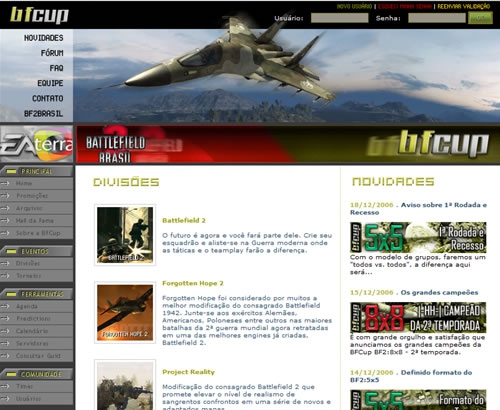 bfcup
NOVO USUÁRIO | ESQUECI MINHA SENHA | REENVIAR VALIDAÇÃO
Usuário: Senha:
NOVIDADES
FÓRUM
FAQ
EQUIPE
CONTATO
BF2BRASIL
EA terra
BATTLEFIELD
BRASIL
bfcup
PRINCIPAL
Home
Promoções
Arquivos
Hall da Fama
Sobre a BFCup
EVENTOS
Divisões
Torneios
FERRAMENTAS
Agenda
Predictions
Calendário
Servidores
Consultar Guid
COMUNIDADE
Times
Usuários
DIVISÕES
BATTLEFIELD 2
Battlefield 2
O futuro é agora e você fará parte dele. Crie seu
esquadrão e aliste-se na Guerra moderna onde
as táticas e o teamplay farão a diferença.
FORGOTTEN HOPE 2
Forgotten Hope 2
Forgotten Hope foi considerado por muitos a
melhor modificação do consagrado Battlefield
1942. Junte-se aos exércitos Alemães,
Americanos, Poloneses entre outros nas maiores
batalhas da 2ª guerra mundial agora retratadas
em uma das melhores engines já criadas,
Battlefield 2.
Project Reality
Modificação do consagrado Battlefield 2 que
promete elevar o nível de realismo de
sangrentos confrontos em uma série de novos e
adaptados mapas
NOVIDADES
18/12/2006 . Aviso sobre 1ª Rodada e
Recesso
bfcup 5x5 1ª Rodada e
Recesso
Com o modelo de grupos, faremos um
"todos vs. todos", a diferença aqui
será...
15/12/2006 . Os grandes campeões
bfcup 8x8 -:HH:- | CAMPEÃO
DA 2ª TEMPORADA
É com grande orgulho e satisfação que
anunciamos os grandes campeões da
BFCup BF2:8x8 - 2ª temporada.
14/12/2006 . Definido formato do
BF2:5x5
bfcup 5x5 Formato do